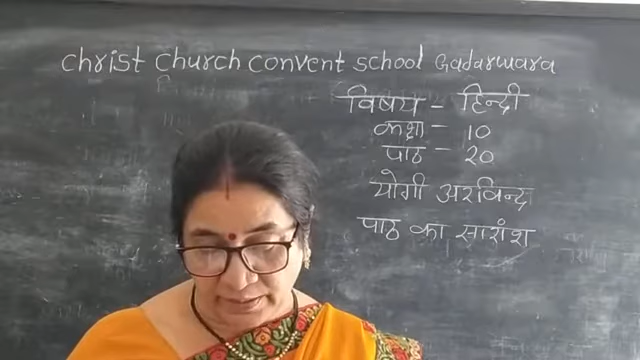 christ church convent school Gadarwara
विषय - हिन्दी
कक्षा - 10
पाठ - 20
योगी अरविन्द
पाठ का सारांश